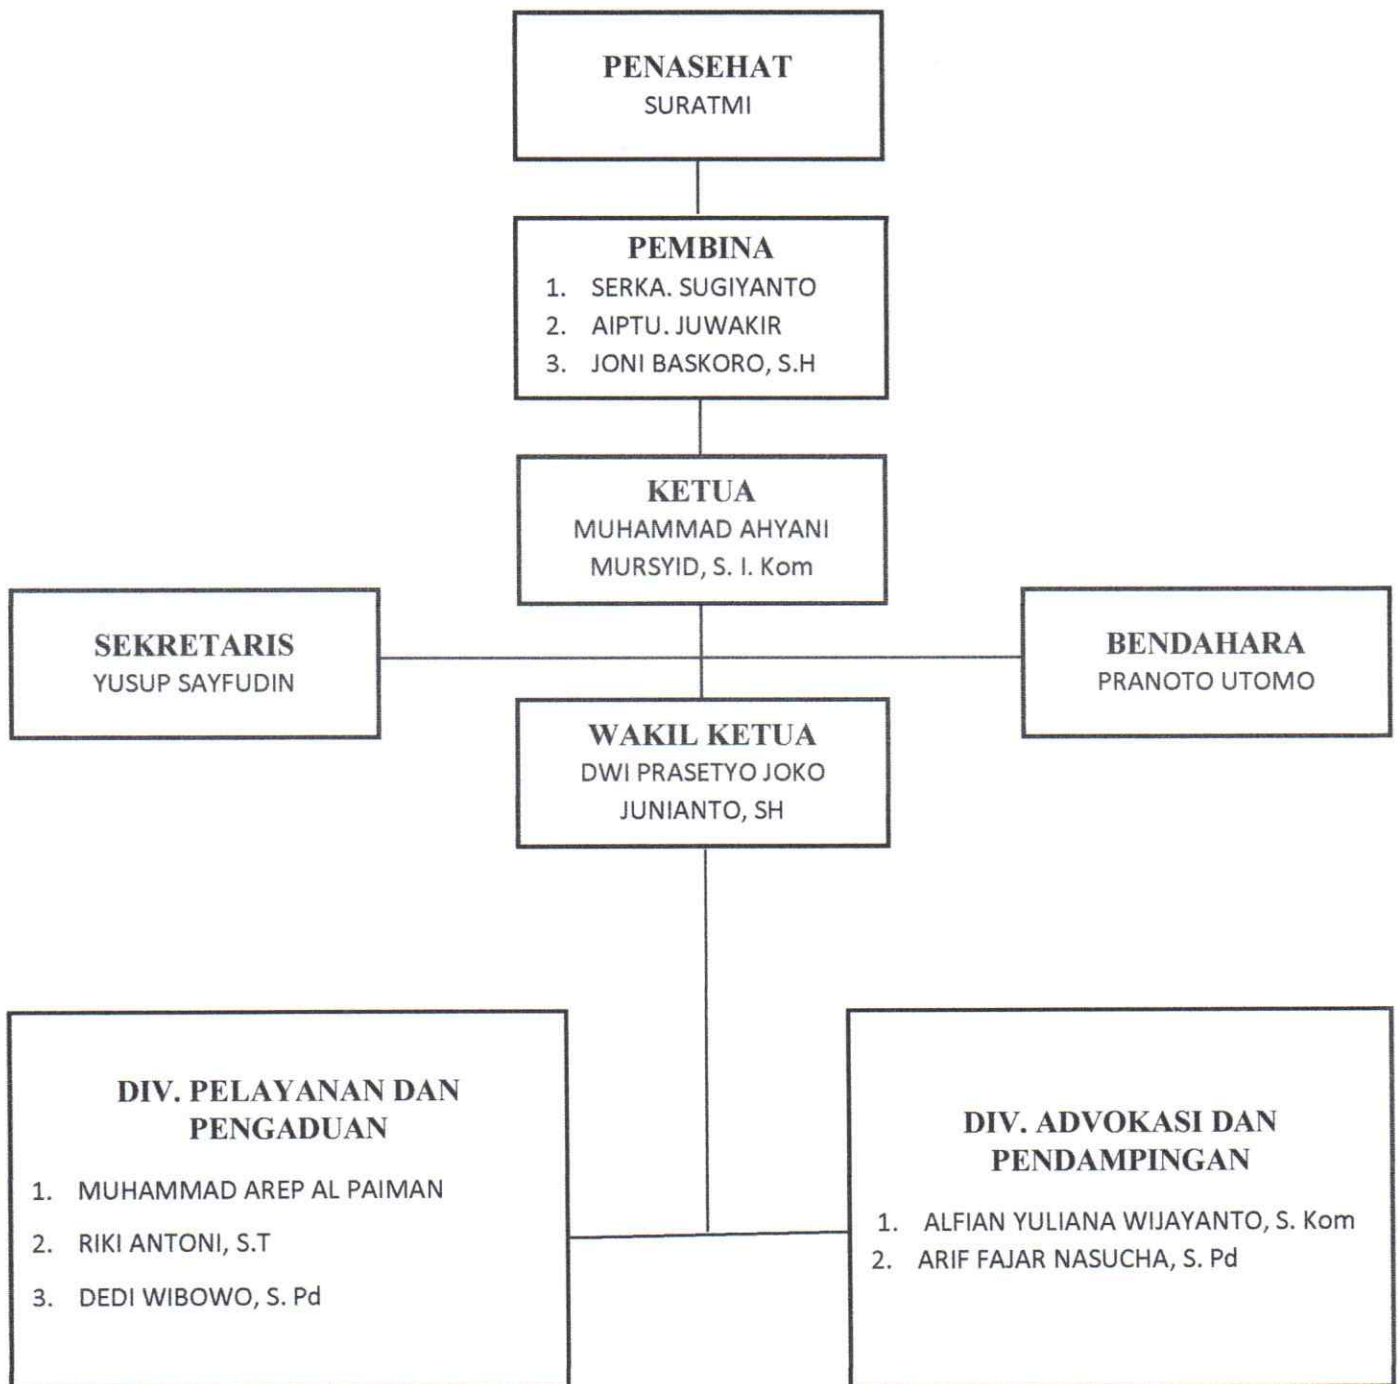 PENASEHAT
SURATMI
PEMBINA
1. SERKA. SUGIYANTO
2. AIPTU. JUWAKIR
3. JONI BASKORO, S.H
KETUA
MUHAMMAD AHYANI
MURSYID, S. I. Kom
SEKRETARIS
YUSUP SAYFUDIN
BENDAHARA
PRANOTO UTOMO
WAKIL KETUA
DWI PRASETYO JOKO
JUNIANTO, SH
DIV. PELAYANAN DAN
PENGADUAN
1. MUHAMMAD AREP AL PAIMAN
2. RIKI ANTONI, S.T
3. DEDI WIBOWO, S. Pd
DIV. ADVOKASI DAN
PENDAMPINGAN
1. ALFIAN YULIANA WIJAYANTO, S. Kom
2. ARIF FAJAR NASUCHA, S. Pd